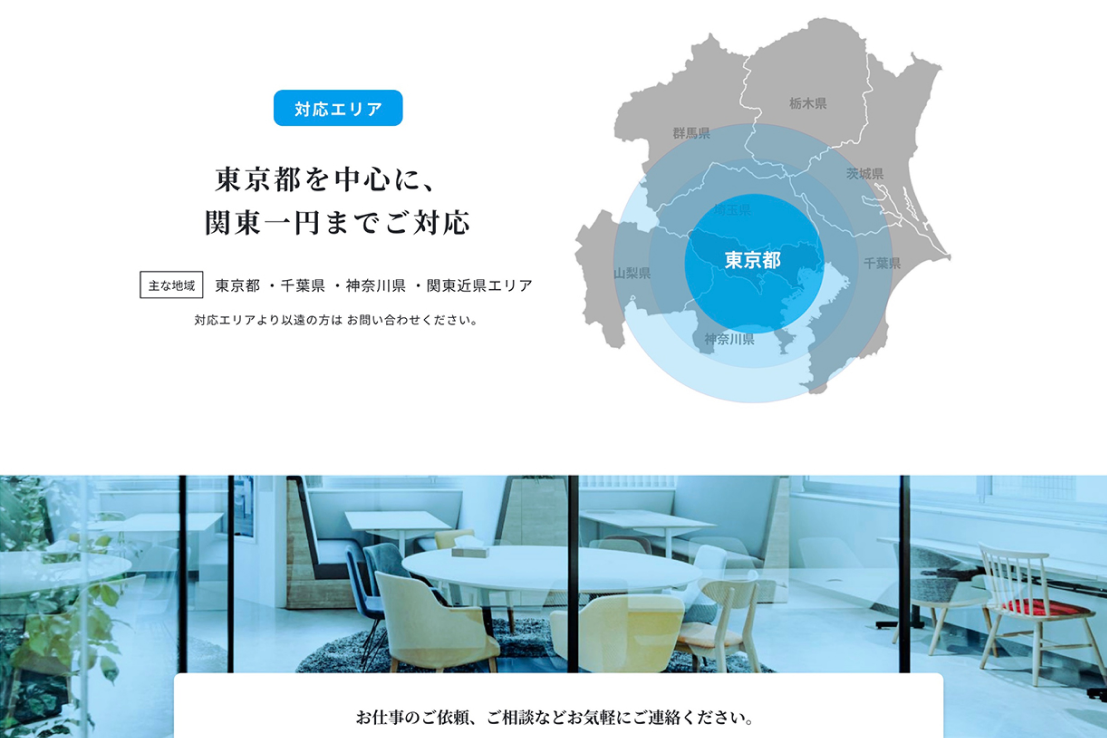 対応エリア
東京都を中心に、
関東一円までご対応
主な地域 東京都 ・千葉県 ・神奈川県 ・関東近県エリア
対応エリアより以遠の方は お問い合わせください。
栃木県
群馬県
茨城県
埼玉県
東京都
千葉県
山梨県
神奈川県
お仕事のご依頼、ご相談などお気軽にご連絡ください。